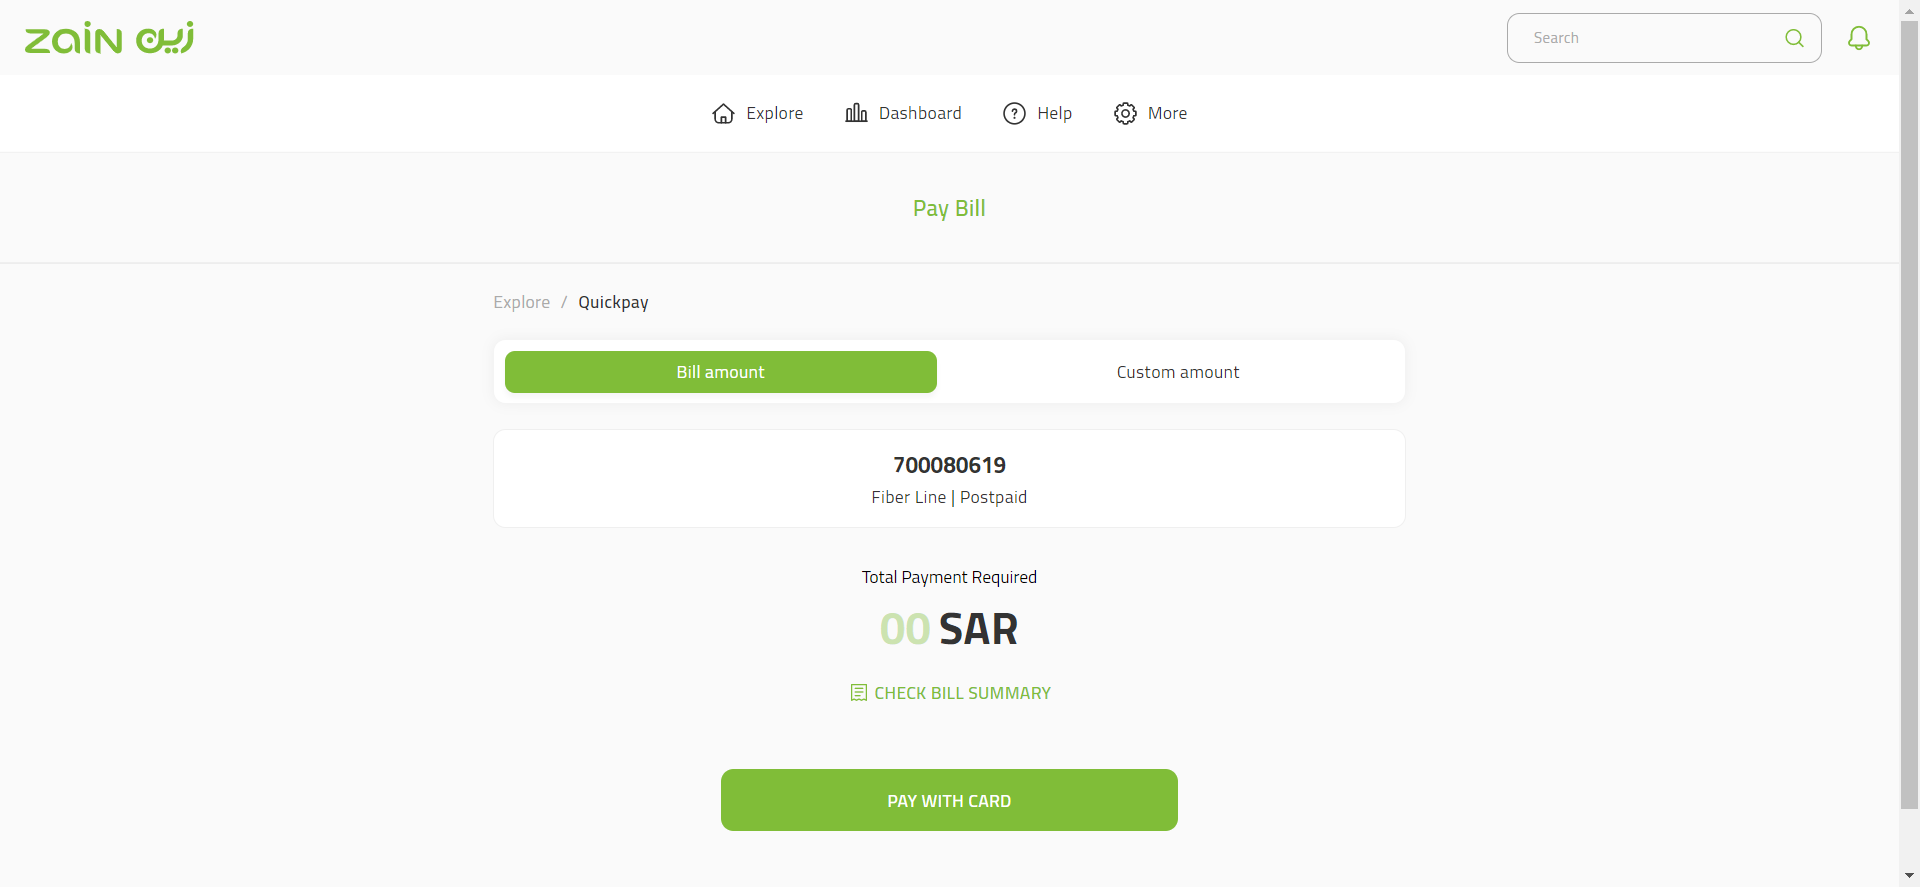 zain زين
Search
Explore
Dashboard
Help
More
Pay Bill
Explore / Quickpay
Bill amount
Custom amount
700080619
Fiber Line | Postpaid
Total Payment Required
00 SAR
CHECK BILL SUMMARY
PAY WITH CARD